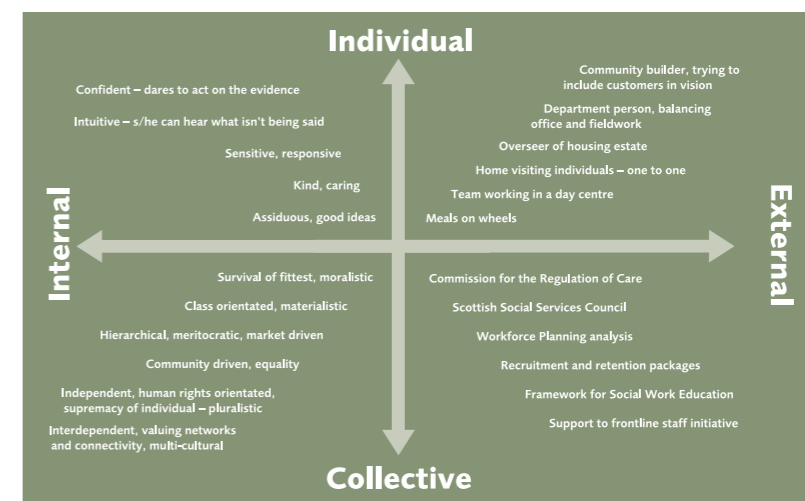 Individual
Confident – dares to act on the evidence
Intuitive – s/he can hear what isn't being said
Sensitive, responsive
Kind, caring
Assiduous, good ideas
Community builder, trying to
include customers in vision
Department person, balancing
office and fieldwork
Overseer of housing estate
Home visiting individuals – one to one
Team working in a day centre
Meals on wheels
Internal
External
Survival of fittest, moralistic
Class orientated, materialistic
Hierarchical, meritocratic, market driven
Community driven, equality
Independent, human rights orientated,
supremacy of individual – pluralistic
Interdependent, valuing networks
and connectivity, multi-cultural
Commission for the Regulation of Care
Scottish Social Services Council
Workforce Planning analysis
Recruitment and retention packages
Framework for Social Work Education
Support to frontline staff initiative
Collective